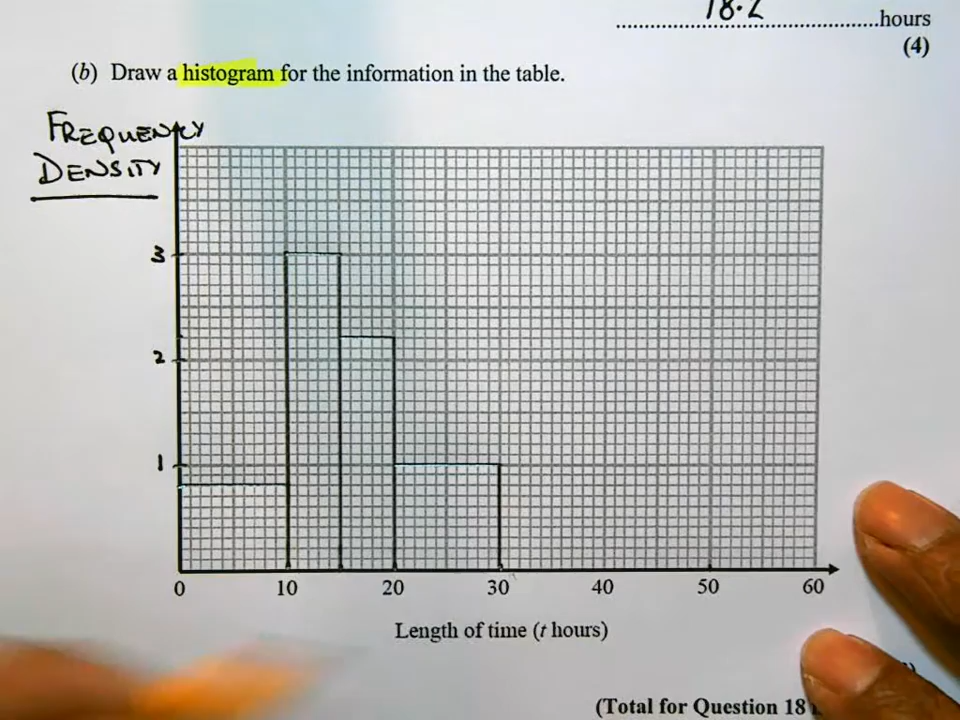 18.2 hours
(4)
(b) Draw a histogram for the information in the table.
FREQUENCY
DENSITY
3
2
1
0 10 20 30 40 50 60
Length of time (t hours)
(Total for Question 18